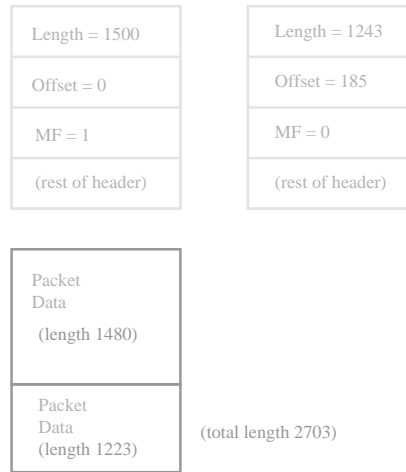 Length = 1500
Offset = 0
MF = 1
(rest of header)
Length = 1243
Offset = 185
MF = 0
(rest of header)
Packet
Data
(length 1480)
Packet
Data
(length 1223)
(total length 2703)